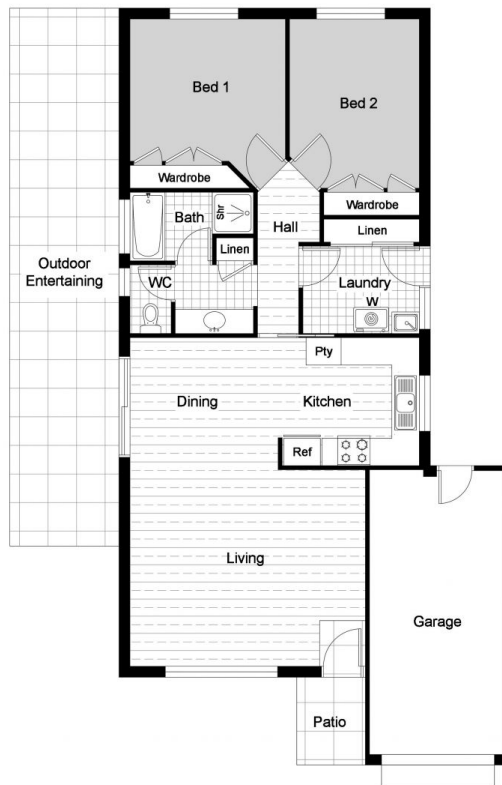 Bed 1
Bed 2
Wardrobe
Wardrobe
Bath
Shr
Hall
Linen
Linen
Outdoor
Entertaining
WC
Laundry
W
Pty
Dining
Kitchen
Ref
Living
Garage
Patio